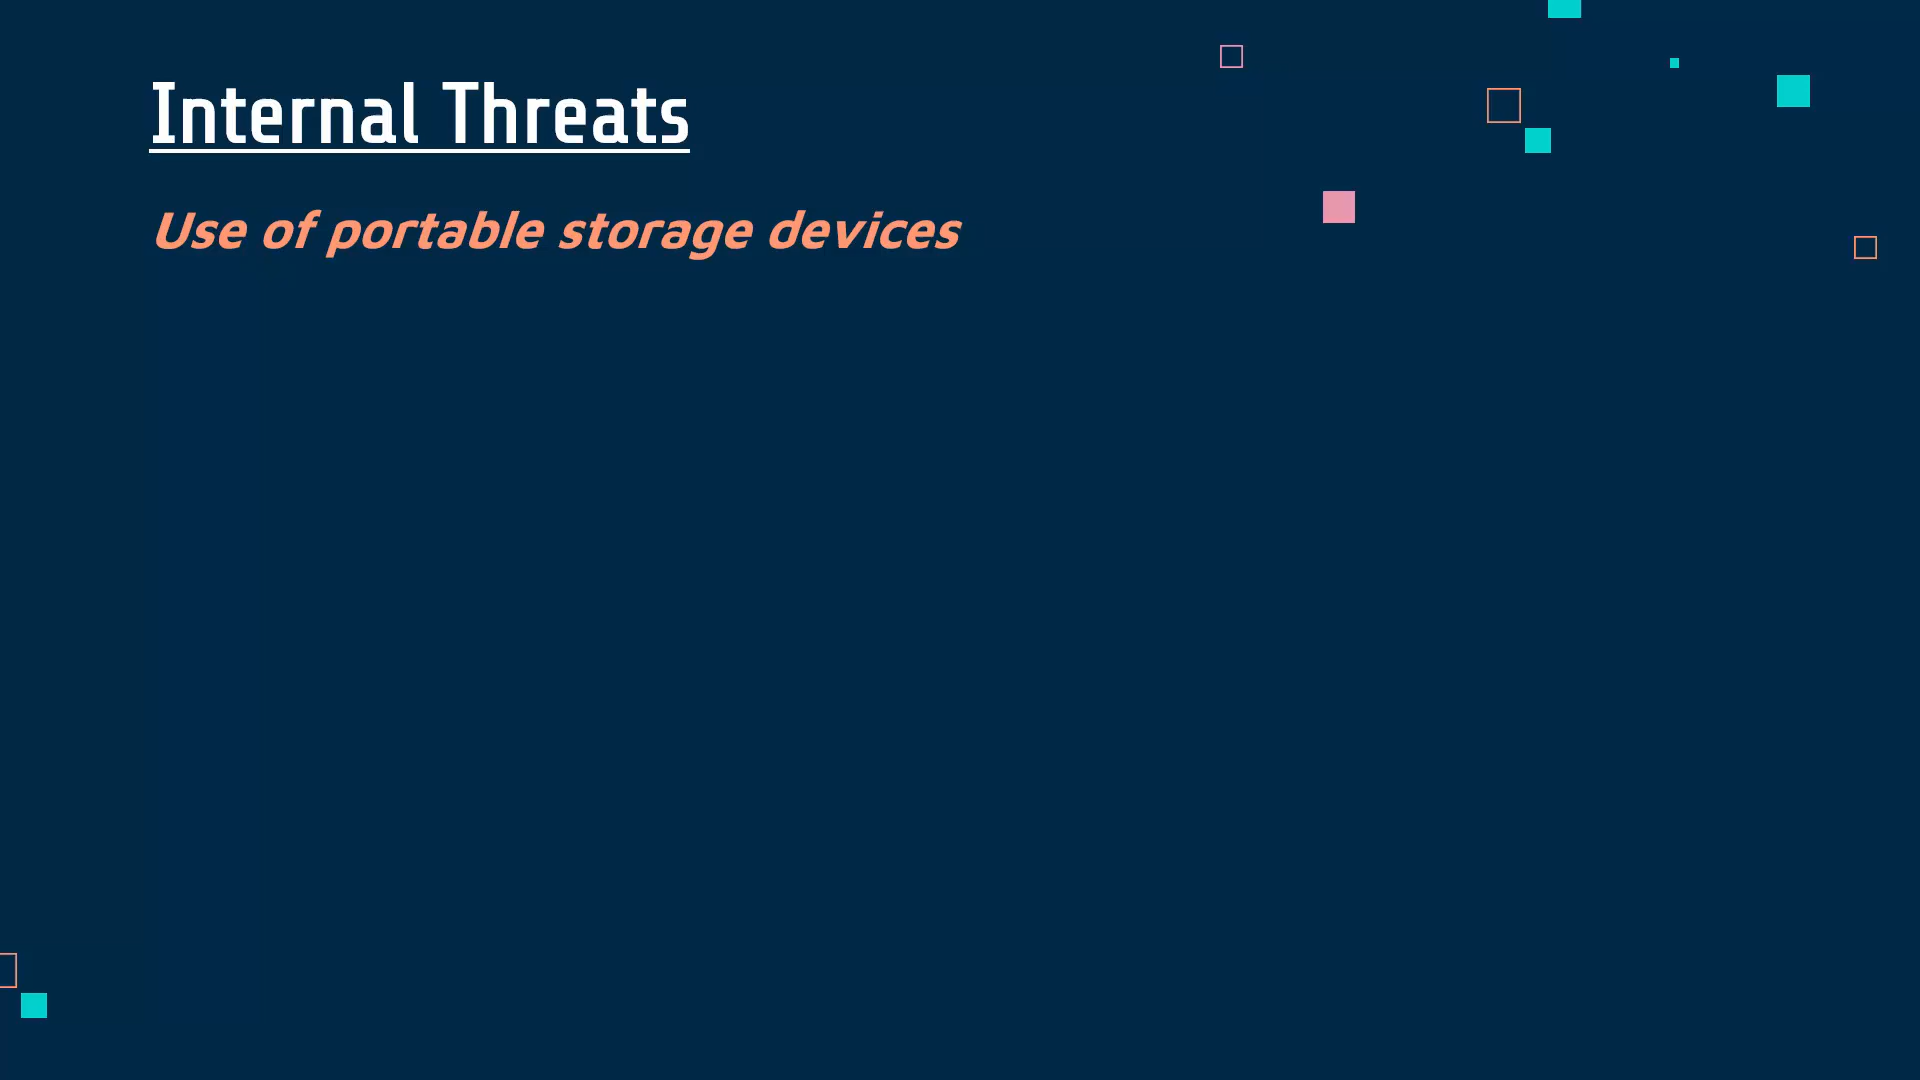 Internal Threats
Use of portable storage devices